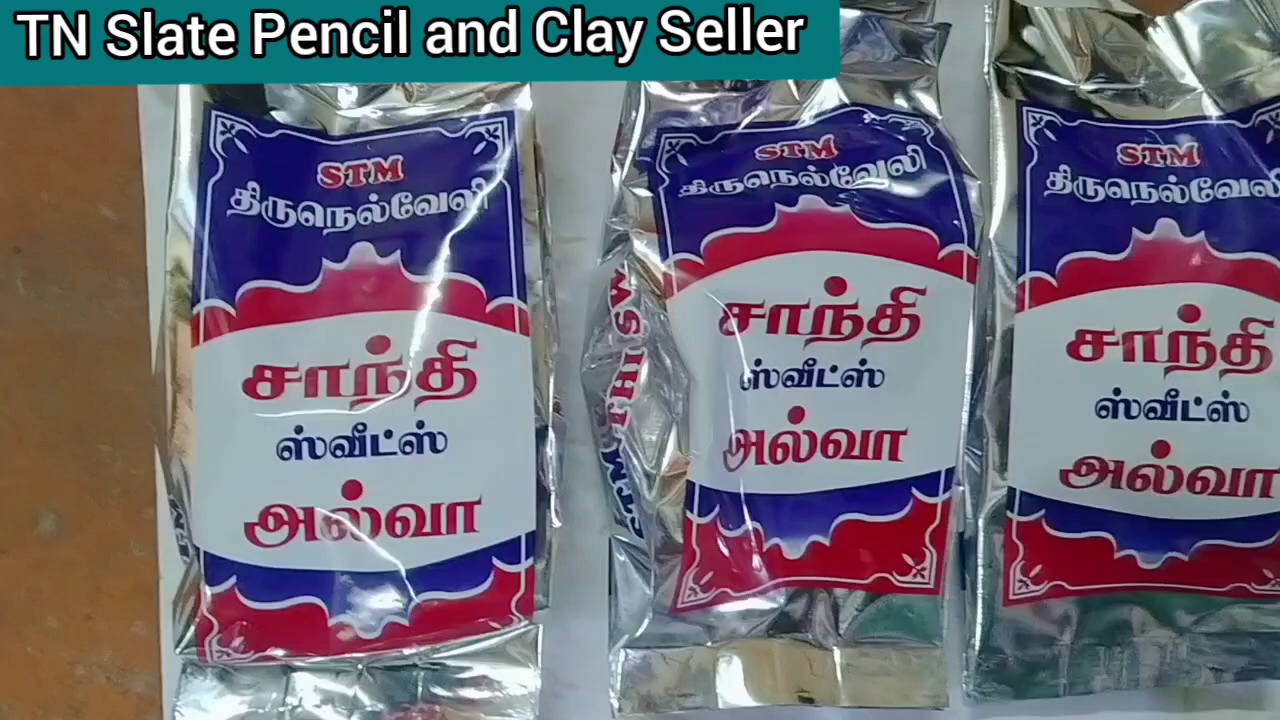 TN Slate Pencil and Clay Seller
STM
திருநெல்வேலி
சாந்தி
ஸ்வீட்ஸ்
அல்வா
STM
திருநெல்வேலி
சாந்தி
ஸ்வீட்ஸ்
அல்வா
STM
திருநெல்வேலி
சாந்தி
ஸ்வீட்ஸ்
அல்வா